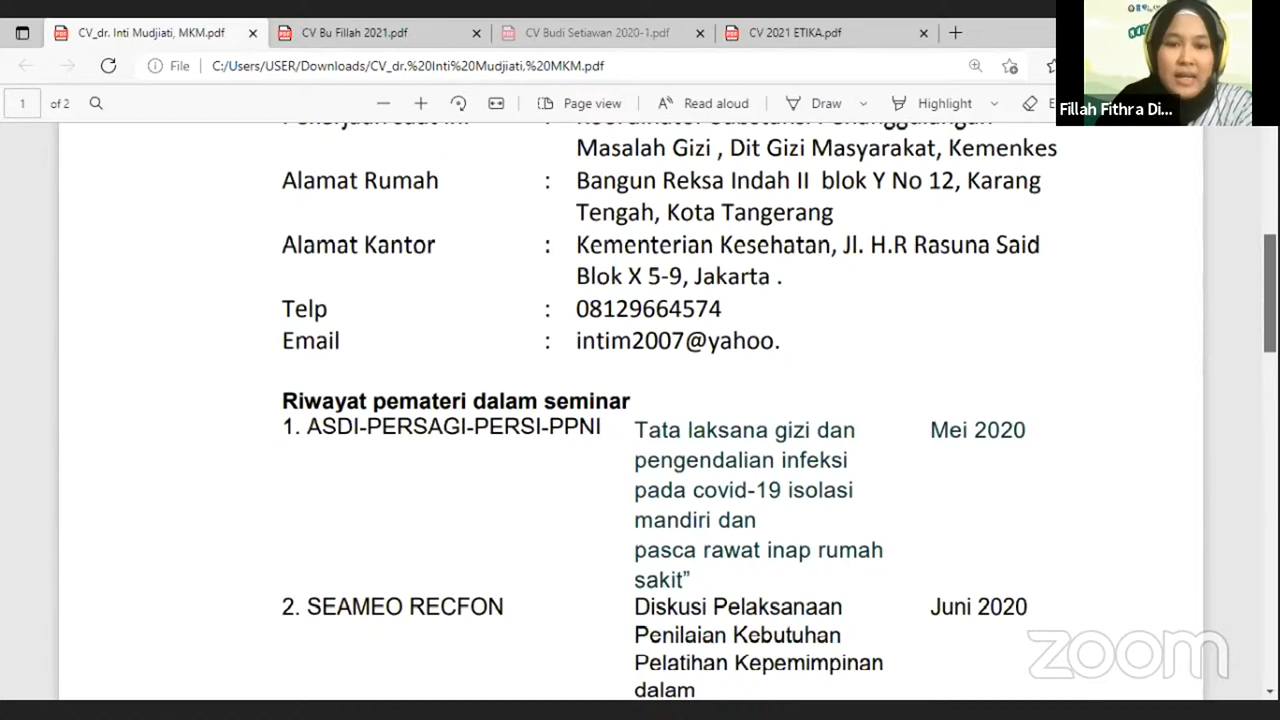 CV_dr. Inti Mudjiati, MKM.pdf
CV Bu Fillah 2021.pdf
CV Budi Setiawan 2020-1.pdf
CV 2021 ETIKA.pdf
File
C:/Users/USER/Downloads/CV_dr.%20Inti%20Mudjiati,%20MKM.pdf
1 of 2
Page view
Read aloud
Draw
Highlight
Fillah Fithra Di...
Masalah Gizi , Dit Gizi Masyarakat, Kemenkes
Alamat Rumah : Bangun Reksa Indah II blok Y No 12, Karang
Tengah, Kota Tangerang
Alamat Kantor : Kementerian Kesehatan, Jl. H.R Rasuna Said
Blok X 5-9, Jakarta .
Telp : 08129664574
Email : intim2007@yahoo.
Riwayat pemateri dalam seminar
1. ASDI-PERSAGI-PERSI-PPNI Tata laksana gizi dan Mei 2020
pengendalian infeksi
pada covid-19 isolasi
mandiri dan
pasca rawat inap rumah
sakit”
2. SEAMEO RECFON Diskusi Pelaksanaan Juni 2020
Penilaian Kebutuhan
Pelatihan Kepemimpinan
dalam
zoom